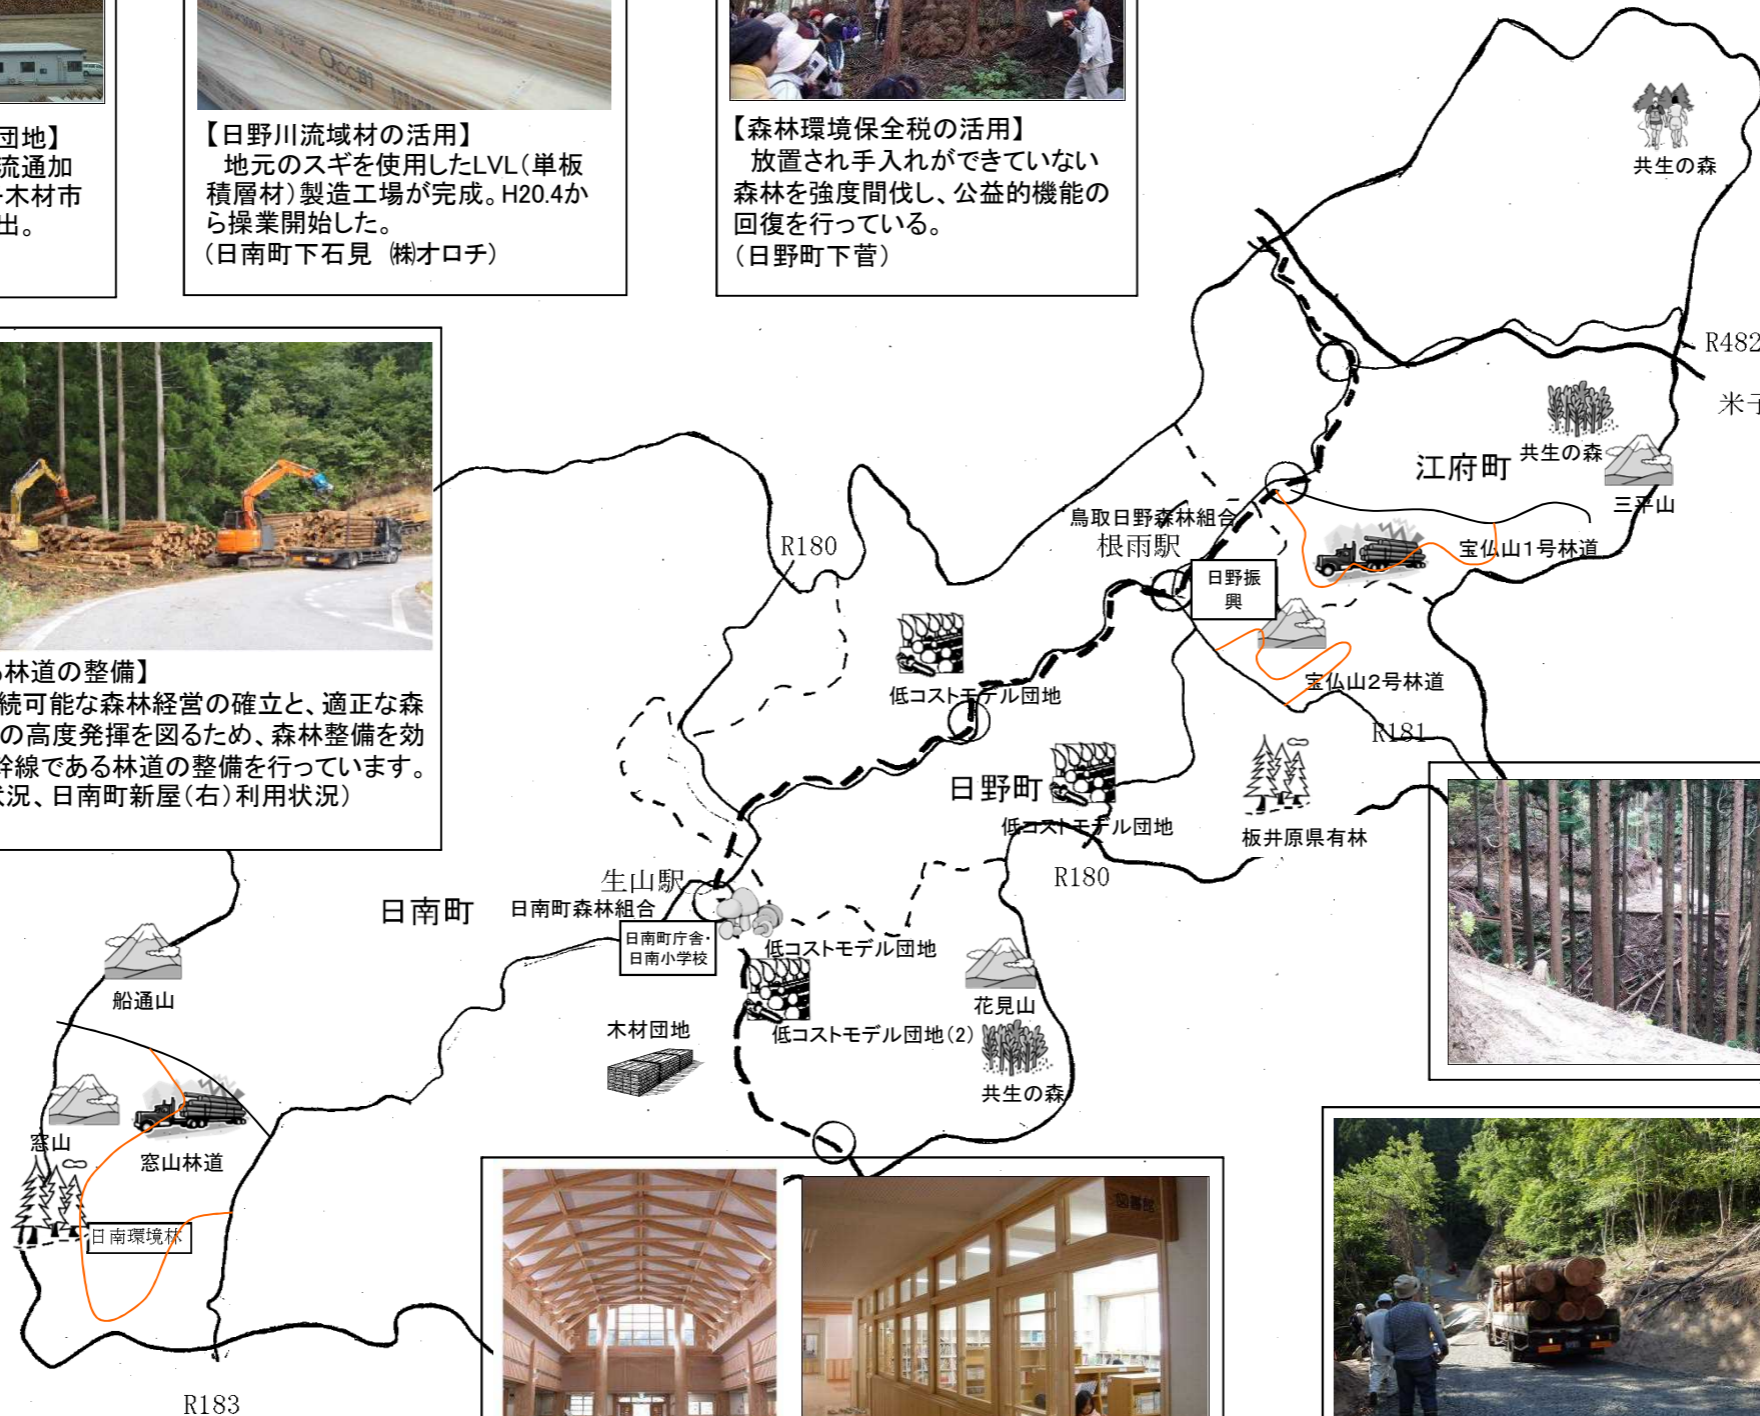 団地】
流通加
木材市
出。
【日野川流域材の活用】
地元のスギを使用したLVL(単板
積層材)製造工場が完成。H20.4か
ら操業開始した。
(日南町下石見 ㈱オロチ)
【森林環境保全税の活用】
放置され手入れができていない
森林を強度間伐し、公益的機能の
回復を行っている。
(日野町下菅)
共生の森
R482
米子
江府町
共生の森
三平山
鳥取日野森林組合
根雨駅
日野振
興
宝仏山1号林道
宝仏山2号林道
R181
R180
林道の整備】
続可能な森林経営の確立と、適正な森
の高度発揮を図るため、森林整備を効
幹線である林道の整備を行っています。
状況、日南町新屋(右)利用状況)
低コストモデル団地
日野町
低コストモデル団地
板井原県有林
R180
生山駅
日南町
日南町森林組合
日南町庁舎・
日南小学校
低コストモデル団地
船通山
花見山
木材団地
低コストモデル団地(2)
共生の森
窓山
窓山林道
日南環境林
図書館
R183